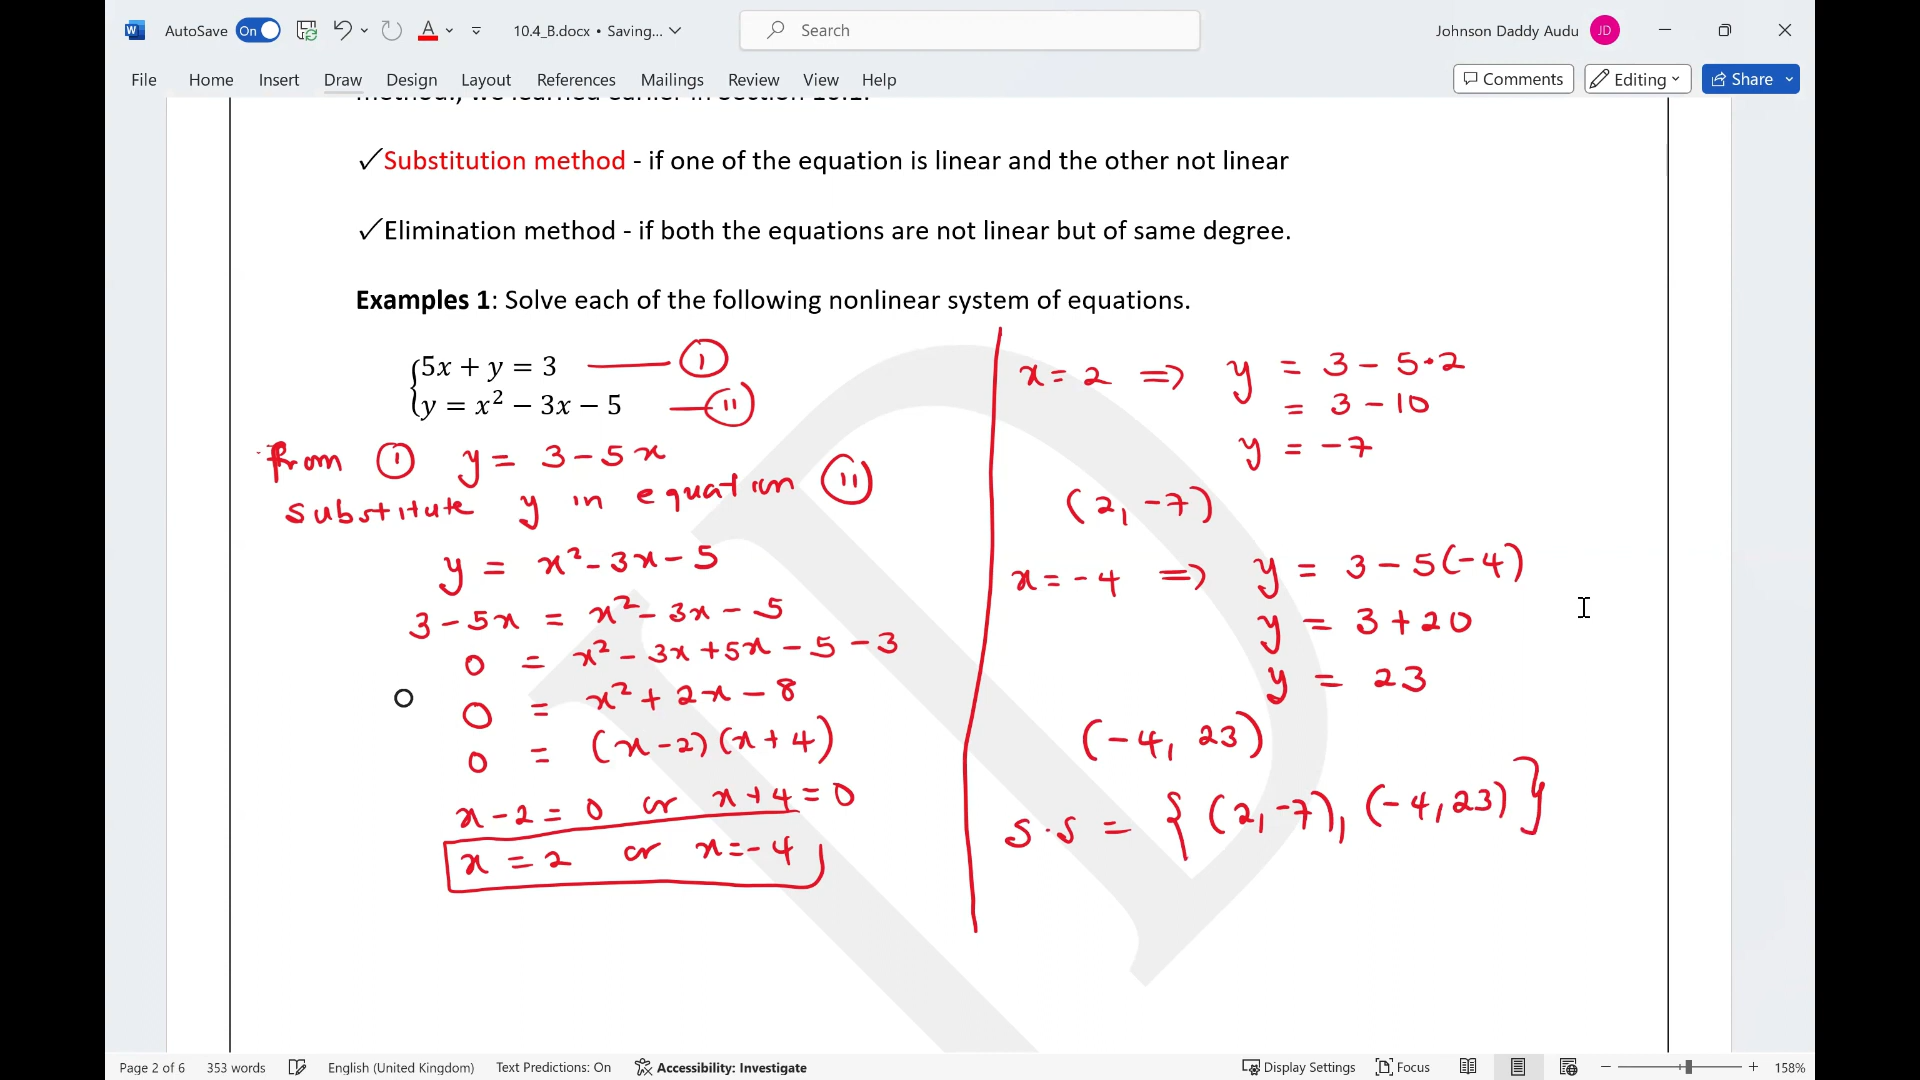 AutoSave On 10.4_B.docx • Saving... Search Johnson Daddy Audu JD
File Home Insert Draw Design Layout References Mailings Review View Help Comments Editing Share
✓Substitution method - if one of the equation is linear and the other not linear
✓Elimination method - if both the equations are not linear but of same degree.
Examples 1: Solve each of the following nonlinear system of equations.
5x + y = 3 —— (i)
y = x² − 3x − 5 — (ii)
From (i) y = 3 − 5x
substitute y in equation (ii)
y = x² − 3x − 5
3 − 5x = x² − 3x − 5
0 = x² − 3x + 5x − 5 − 3
0 = x² + 2x − 8
0 = (x − 2)(x + 4)
x − 2 = 0 or x + 4 = 0
x = 2 or x = −4
x = 2 ⇒ y = 3 − 5·2
= 3 − 10
y = −7
(2, −7)
x = −4 ⇒ y = 3 − 5(−4)
y = 3 + 20
y = 23
(−4, 23)
S.S = {(2, −7), (−4, 23)}
Page 2 of 6 353 words English (United Kingdom) Text Predictions: On Accessibility: Investigate Display Settings Focus 158%